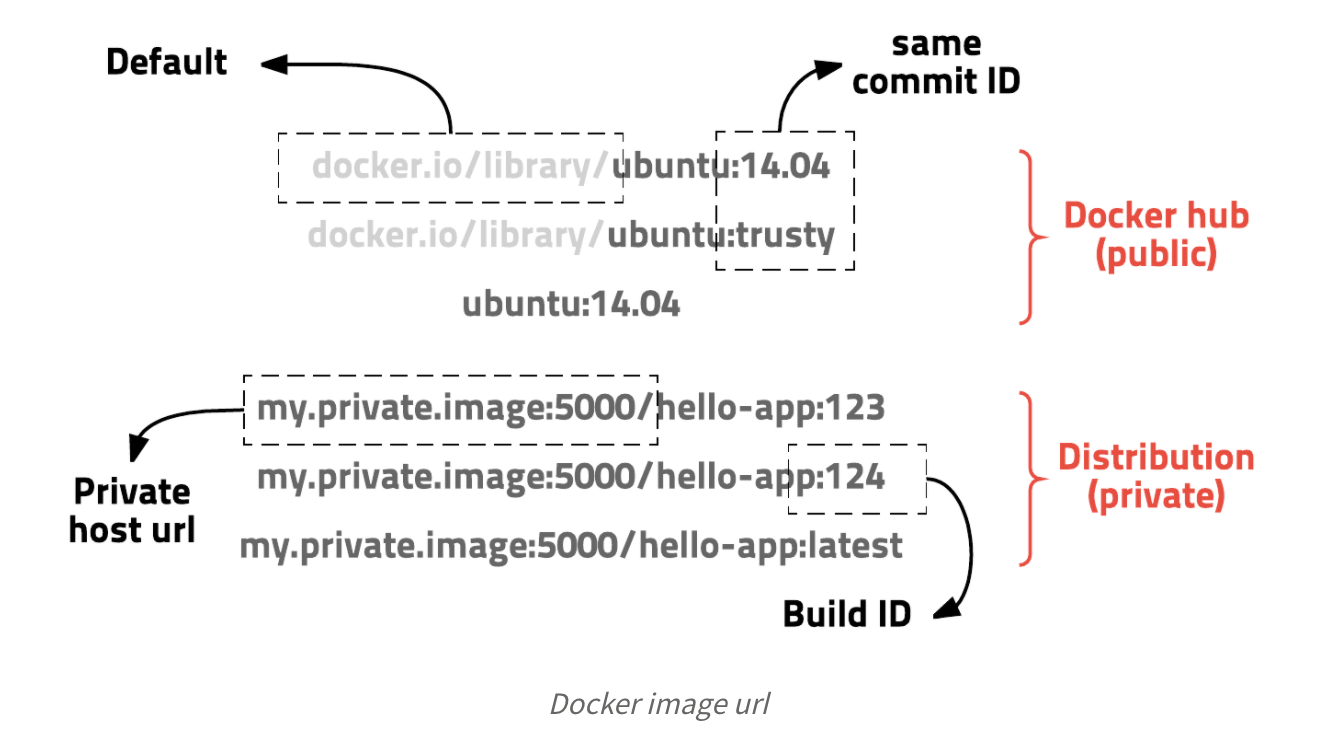 Default
same
commit ID
docker.io/library/ubuntu:14.04
docker.io/library/ubuntu:trusty
ubuntu:14.04
Docker hub
(public)
my.private.image:5000/hello-app:123
my.private.image:5000/hello-app:124
my.private.image:5000/hello-app:latest
Private
host url
Distribution
(private)
Build ID
Docker image url